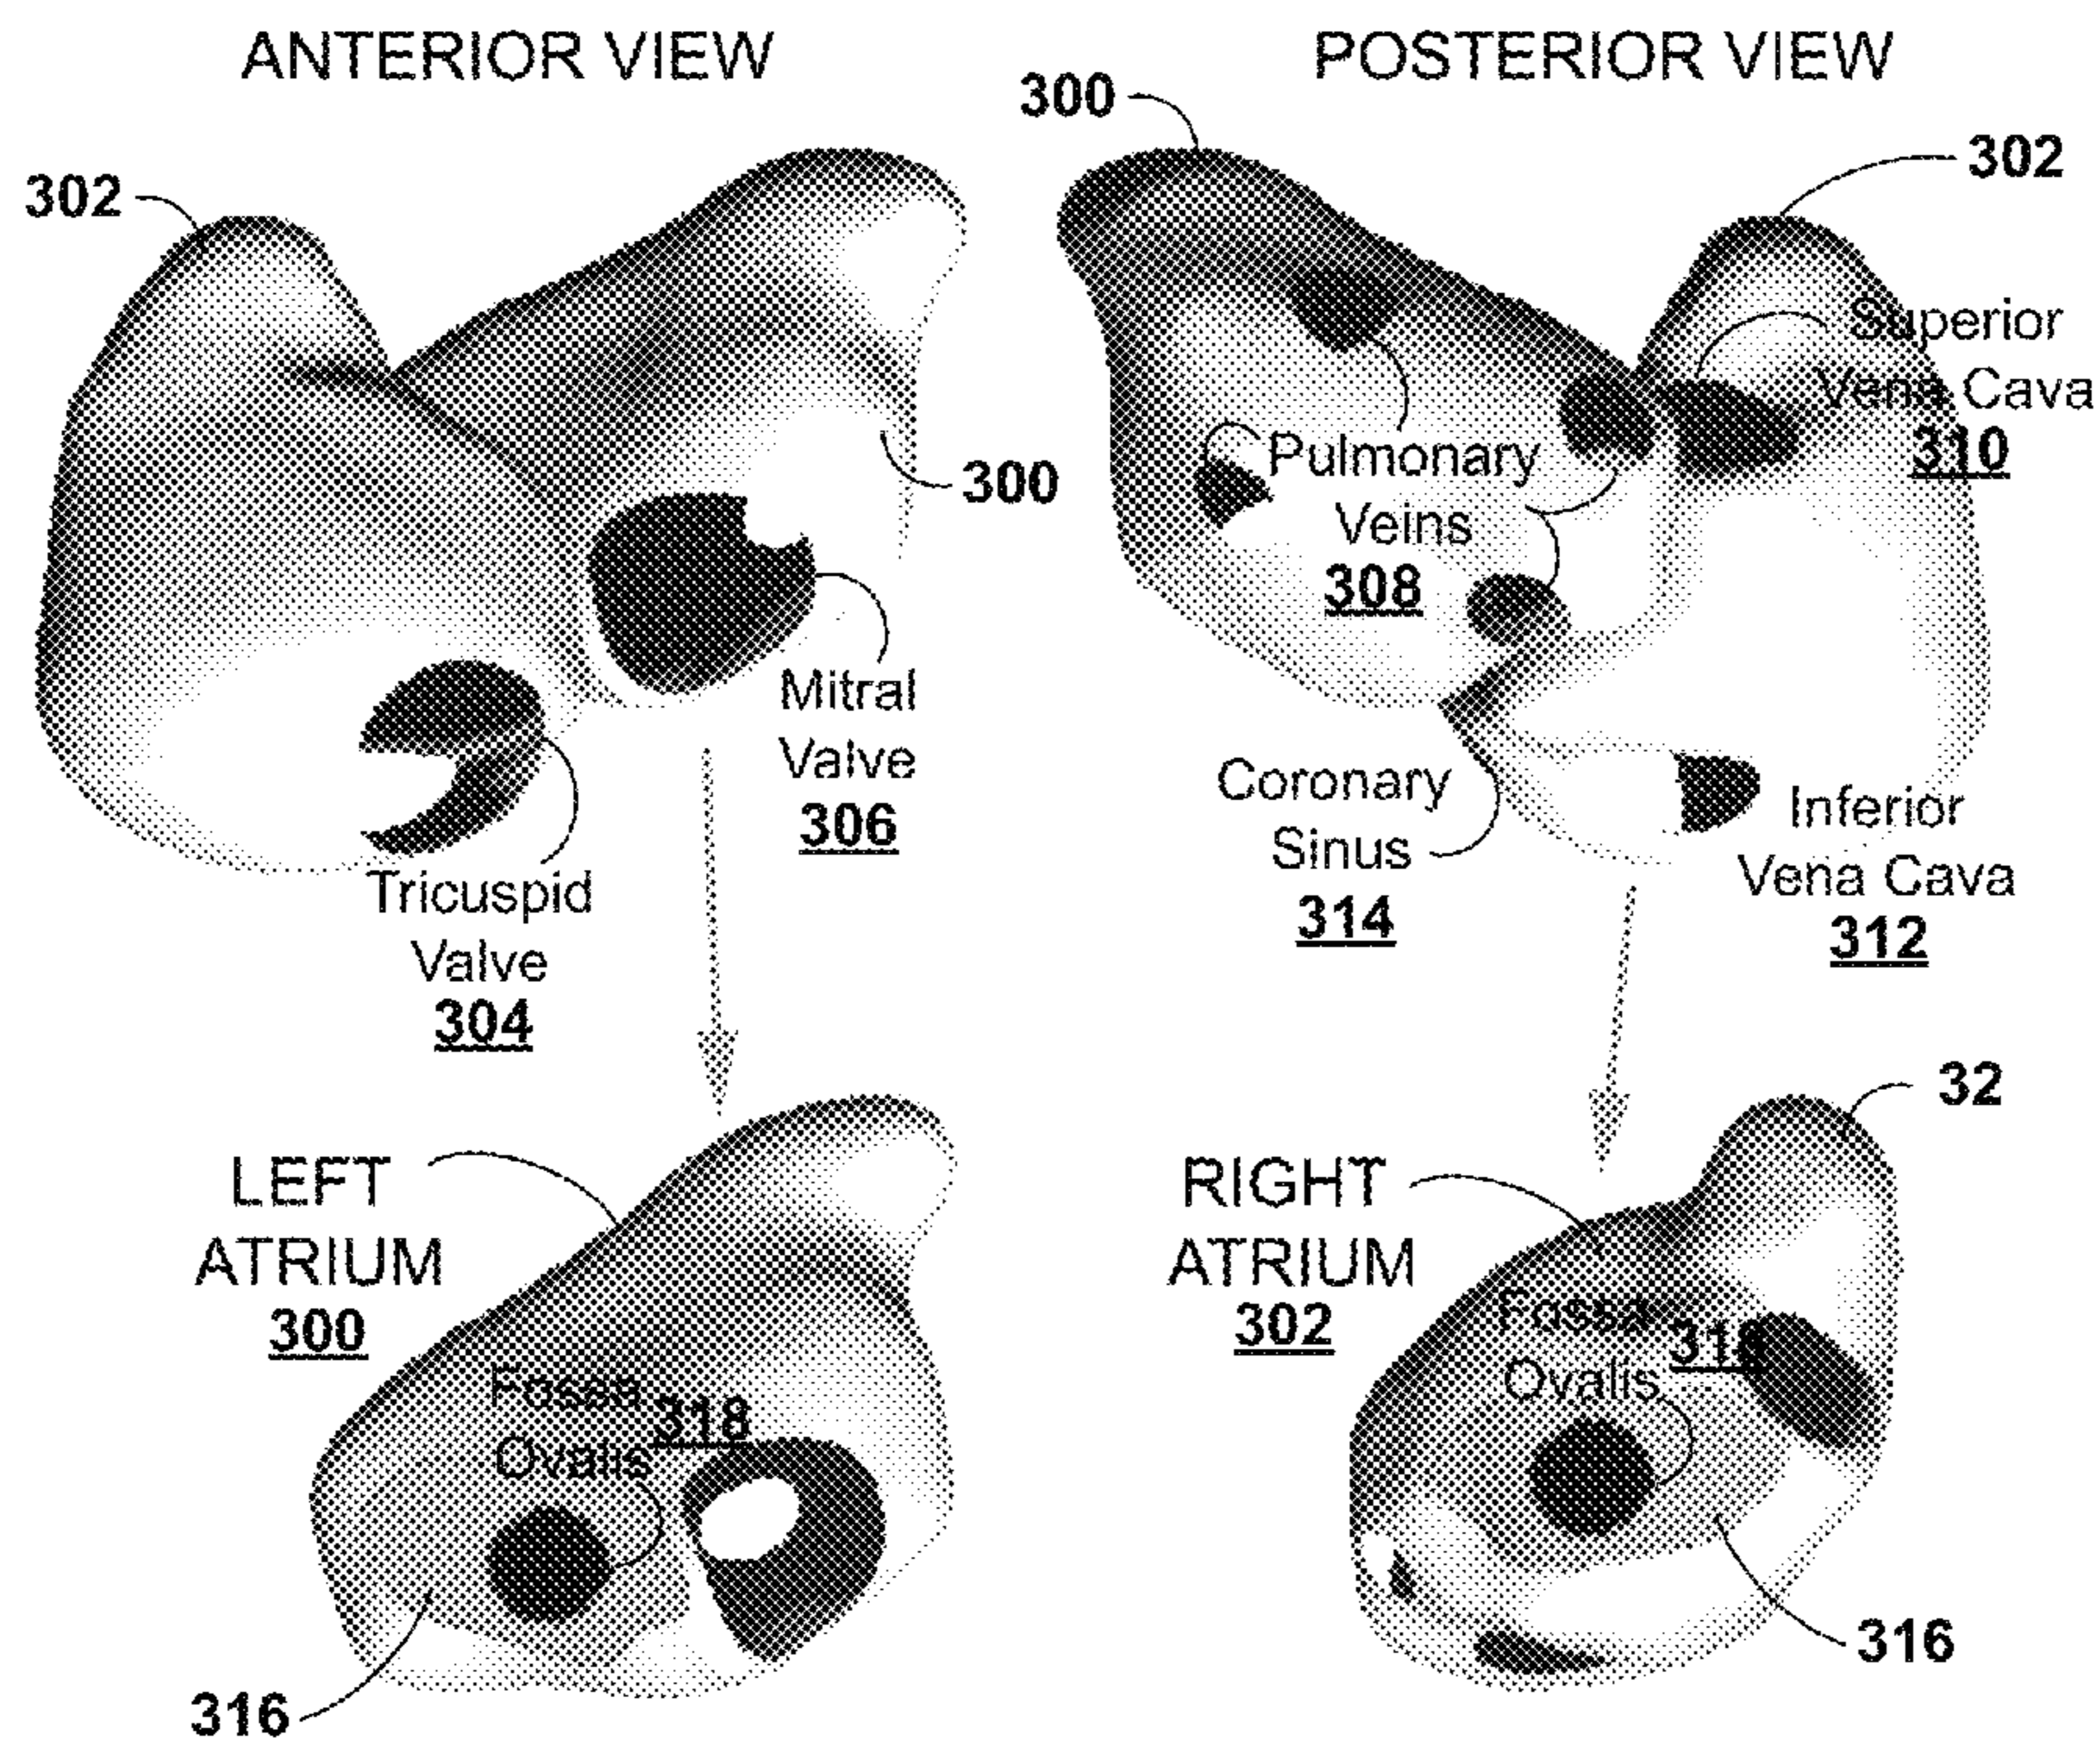 ANTERIOR VIEW
POSTERIOR VIEW
300
302
302
Superior
Vena Cava
310
300
Pulmonary
Veins
308
Mitral
Valve
306
Tricuspid
Valve
304
Coronary
Sinus
314
Inferior
Vena Cava
312
32
LEFT
ATRIUM
300
Fossa
Ovalis
318
316
RIGHT
ATRIUM
302
Fossa
Ovalis
318
316